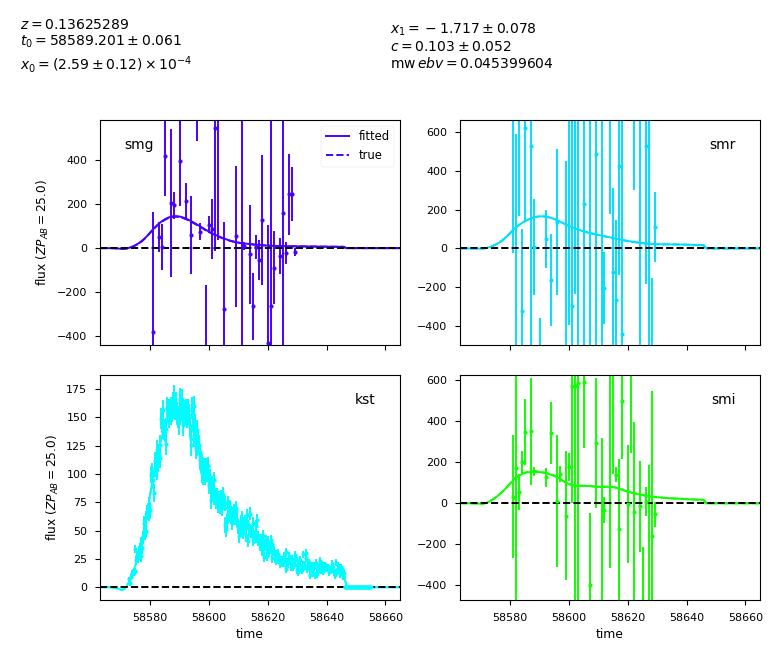 z = 0.13625289
t₀ = 58589.201 ± 0.061
x₀ = (2.59 ± 0.12) × 10⁻⁴
x₁ = −1.717 ± 0.078
c = 0.103 ± 0.052
mw ebv = 0.045399604
smg
fitted
true
flux (ZP_AB = 25.0)
400
200
0
−200
−400
smr
600
400
200
0
−200
−400
kst
flux (ZP_AB = 25.0)
175
150
125
100
75
50
25
0
58580 58600 58620 58640 58660
time
smi
600
400
200
0
−200
−400
58580 58600 58620 58640 58660
time